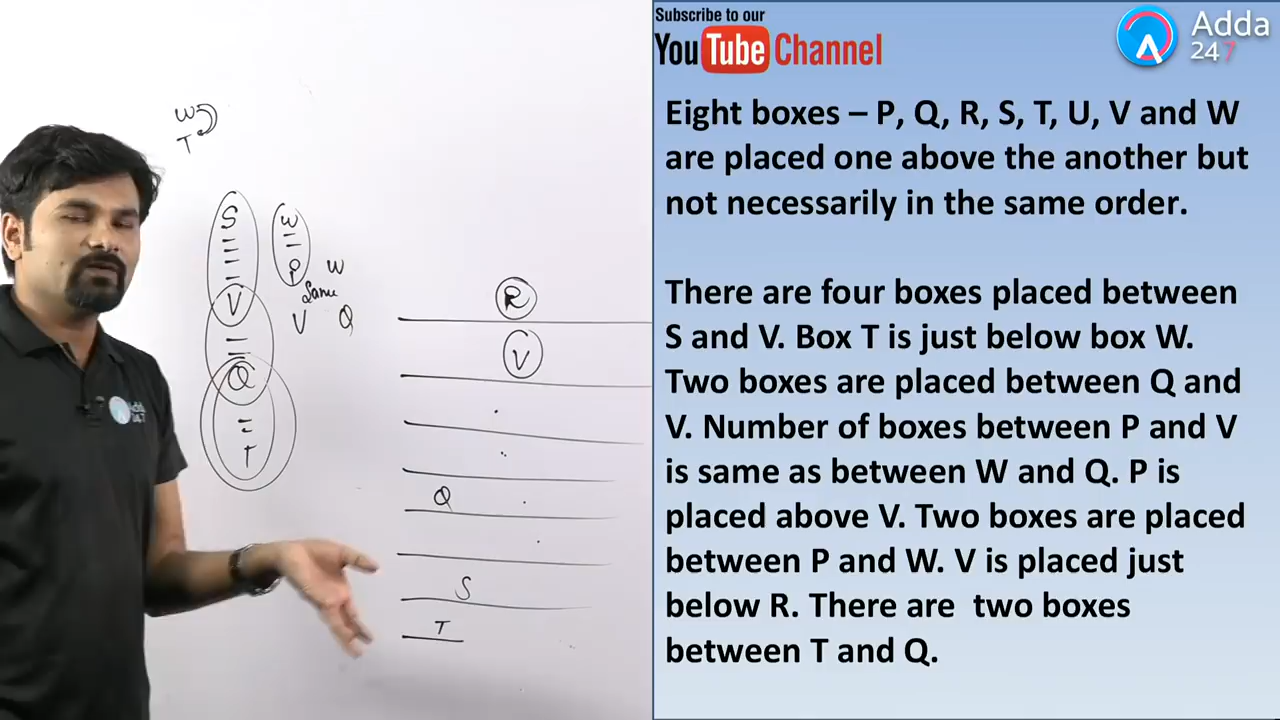 Subscribe to our
YouTube Channel
Adda
247
Eight boxes – P, Q, R, S, T, U, V and W
are placed one above the another but
not necessarily in the same order.
There are four boxes placed between
S and V. Box T is just below box W.
Two boxes are placed between Q and
V. Number of boxes between P and V
is same as between W and Q. P is
placed above V. Two boxes are placed
between P and W. V is placed just
below R. There are two boxes
between T and Q.
W
T
S
V
Q
T
W
P
Same
W
V
Q
R
V
Q
S
T
Adda
247